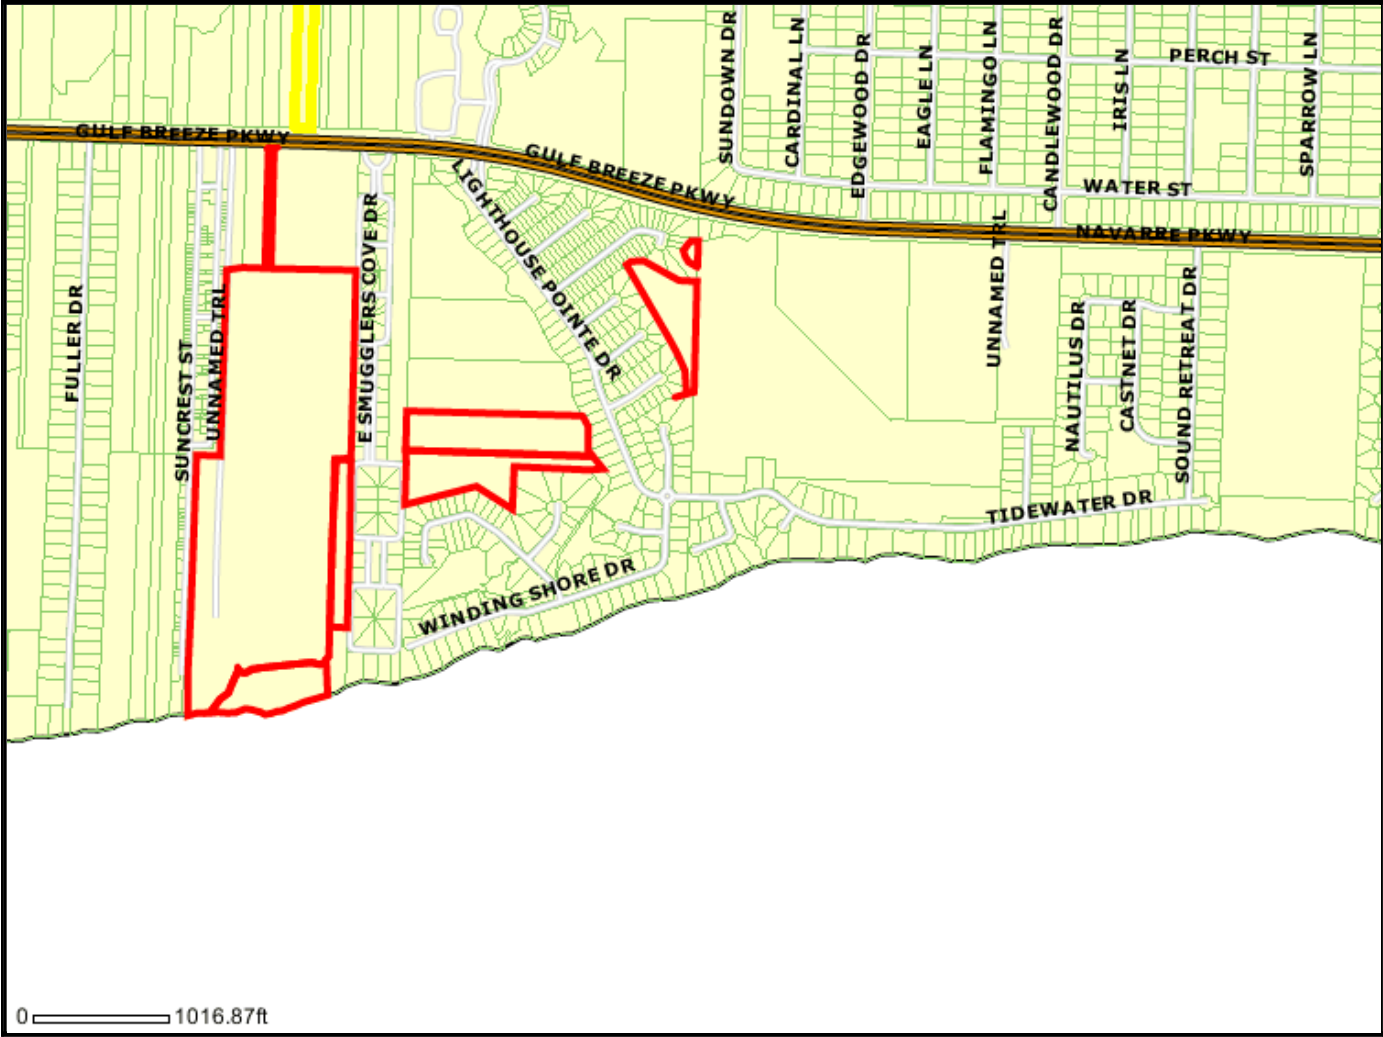 SUNDOWN DR
CARDINAL LN
EDGEWOOD DR
EAGLE LN
FLAMINGO LN
CANDLEWOOD DR
IRIS LN
PERCH ST
SPARROW LN
GULF BREEZE PKWY
GULF BREEZE PKWY
WATER ST
NAVARRE PKWY
LIGHTHOUSE POINTE DR
FULLER DR
SUNCREST ST
UNNAMED TRL
E SMUGGLERS COVE DR
UNNAMED TRL
NAUTILUS DR
CASTNET DR
SOUND RETREAT DR
TIDEWATER DR
WINDING SHORE DR
0 1016.87ft